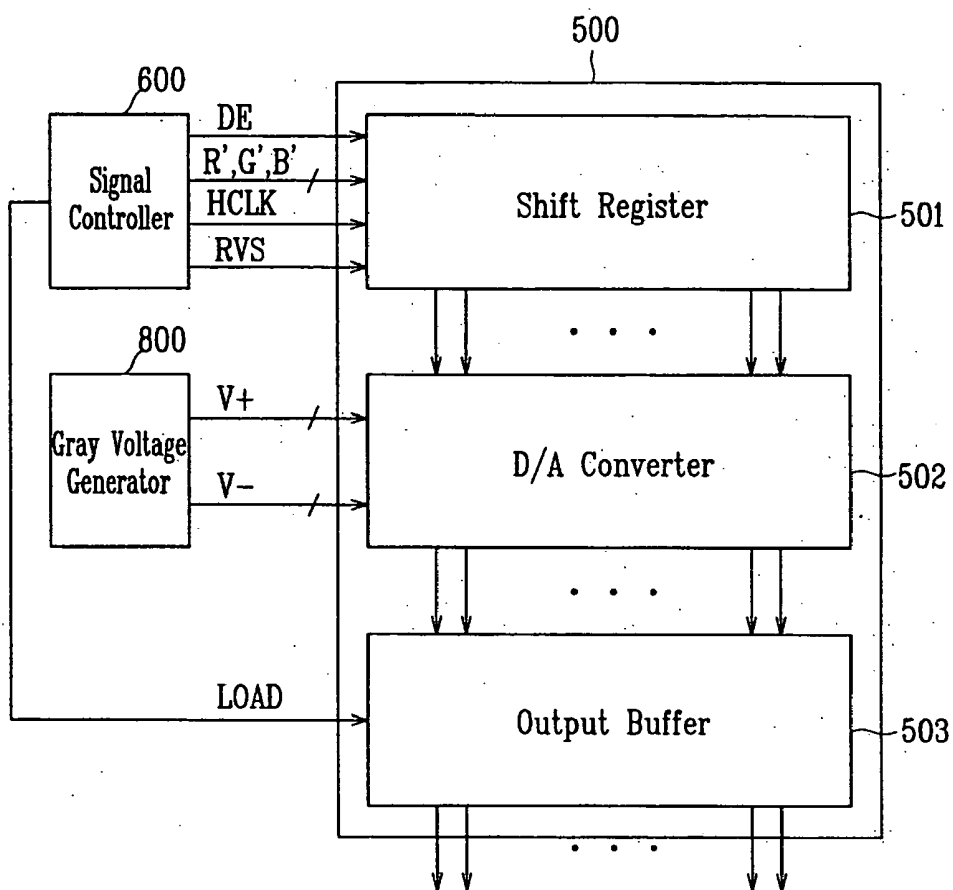 500
600
DE
R',G',B'
HCLK
RVS
Signal
Controller
Shift Register
501
800
V+
V-
Gray Voltage
Generator
D/A Converter
502
LOAD
Output Buffer
503